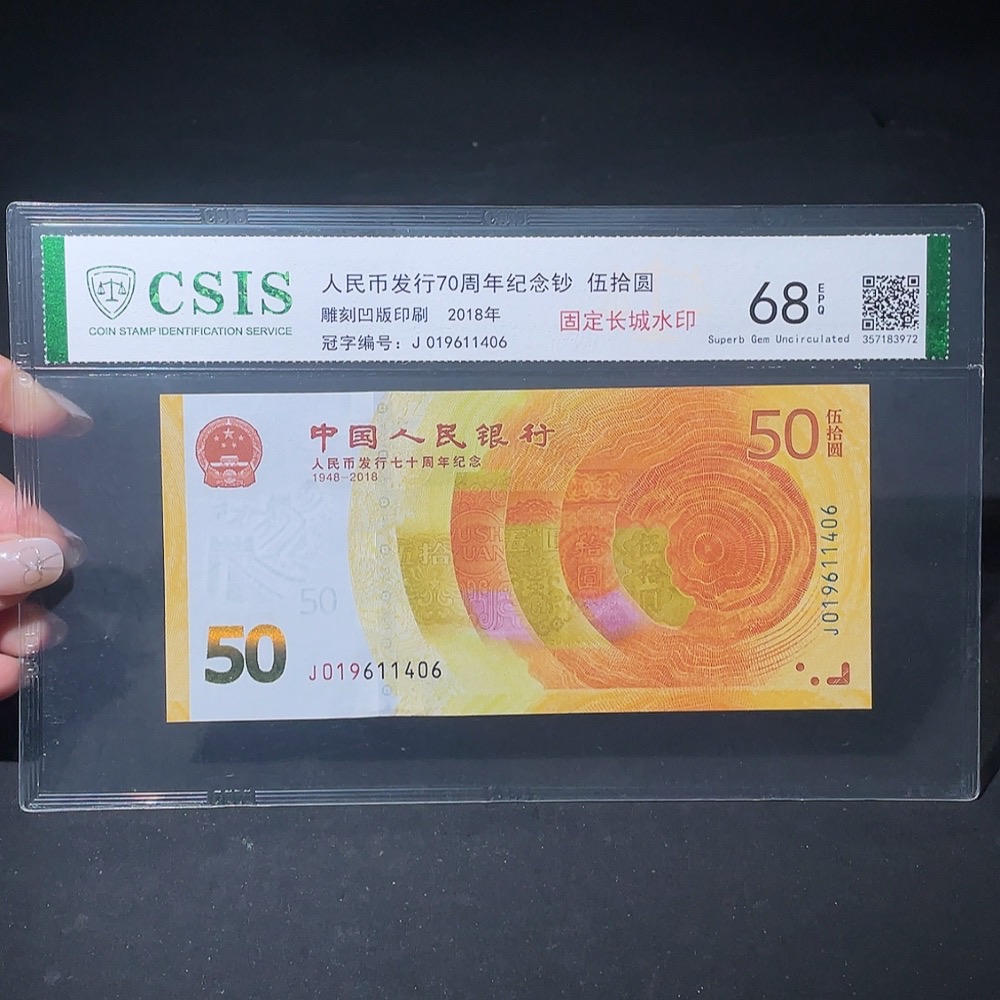 CSIS
COIN STAMP IDENTIFICATION SERVICE
人民币发行70周年纪念钞 伍拾圆
雕刻凹版印刷 2018年
冠字编号：J 019611406
固定长城水印
68 EPQ
Superb Gem Uncirculated 357183972
中国人民银行
人民币发行七十周年纪念
1948-2018
50 伍拾圆
J019611406
50
50
J019611406